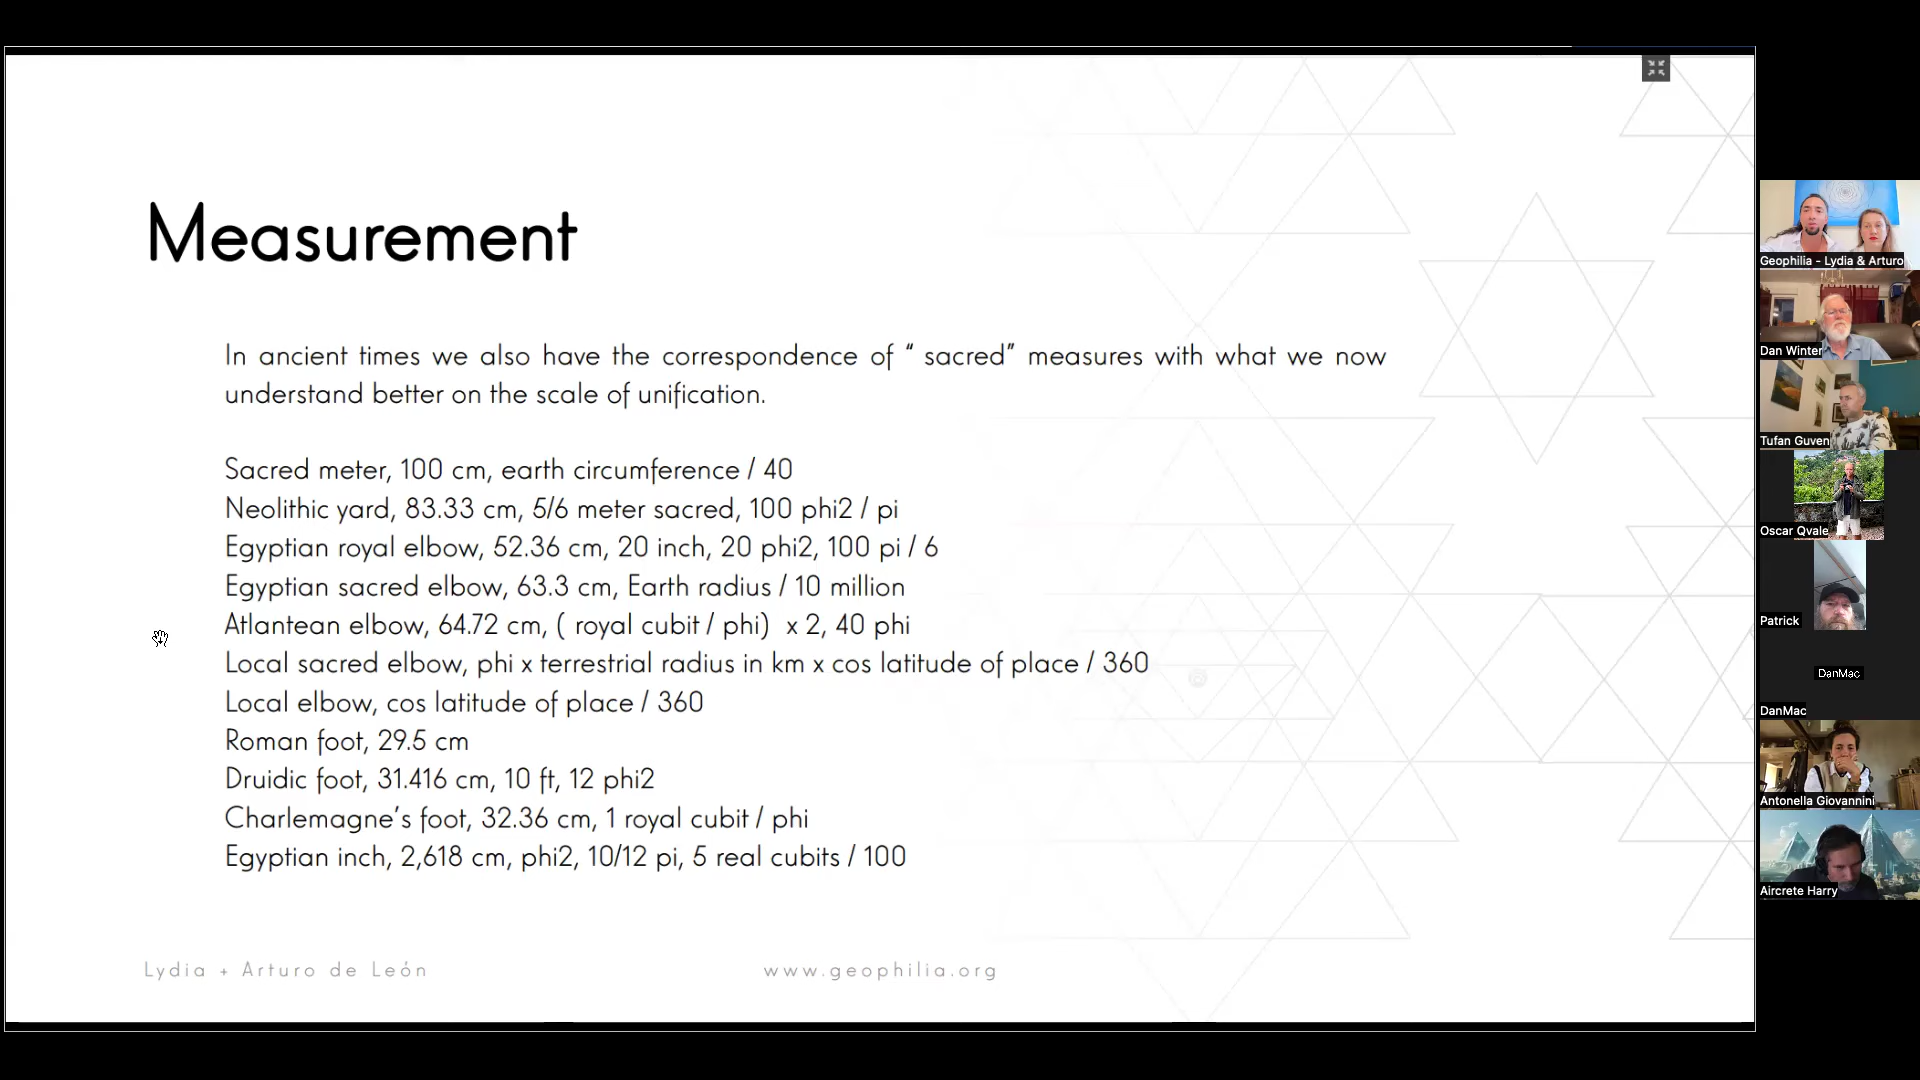 Measurement
In ancient times we also have the correspondence of “ sacred” measures with what we now
understand better on the scale of unification.
Sacred meter, 100 cm, earth circumference / 40
Neolithic yard, 83.33 cm, 5/6 meter sacred, 100 phi2 / pi
Egyptian royal elbow, 52.36 cm, 20 inch, 20 phi2, 100 pi / 6
Egyptian sacred elbow, 63.3 cm, Earth radius / 10 million
Atlantean elbow, 64.72 cm, ( royal cubit / phi)  x 2, 40 phi
Local sacred elbow, phi x terrestrial radius in km x cos latitude of place / 360
Local elbow, cos latitude of place / 360
Roman foot, 29.5 cm
Druidic foot, 31.416 cm, 10 ft, 12 phi2
Charlemagne’s foot, 32.36 cm, 1 royal cubit / phi
Egyptian inch, 2,618 cm, phi2, 10/12 pi, 5 real cubits / 100
Lydia + Arturo de León
www.geophilia.org
Geophilia - Lydia & Arturo
Dan Winter
Tufan Guven
Oscar Qvale
Patrick
DanMac
DanMac
Antonella Giovannini
Aircrete Harry